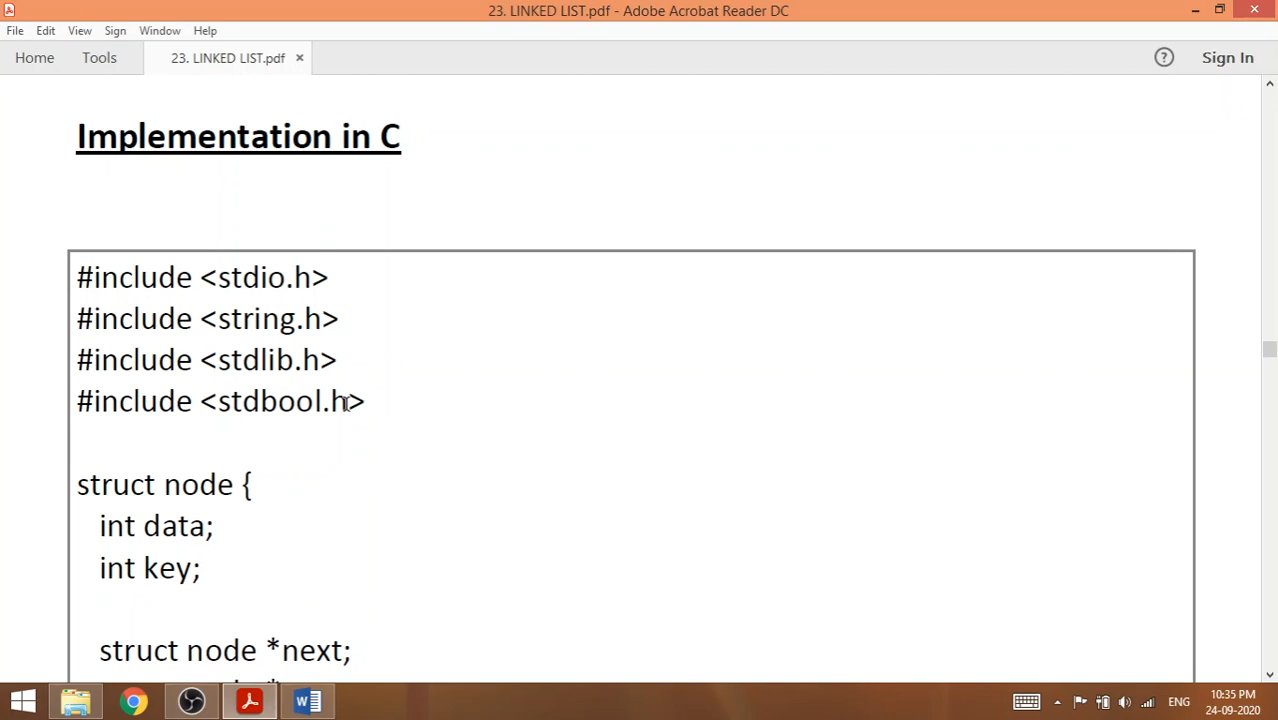 23. LINKED LIST.pdf - Adobe Acrobat Reader DC
File Edit View Sign Window Help
Home Tools 23. LINKED LIST.pdf × ? Sign In
Implementation in C
#include <stdio.h>
#include <string.h>
#include <stdlib.h>
#include <stdbool.h>
struct node {
int data;
int key;
struct node *next;
ENG
10:35 PM
24-09-2020